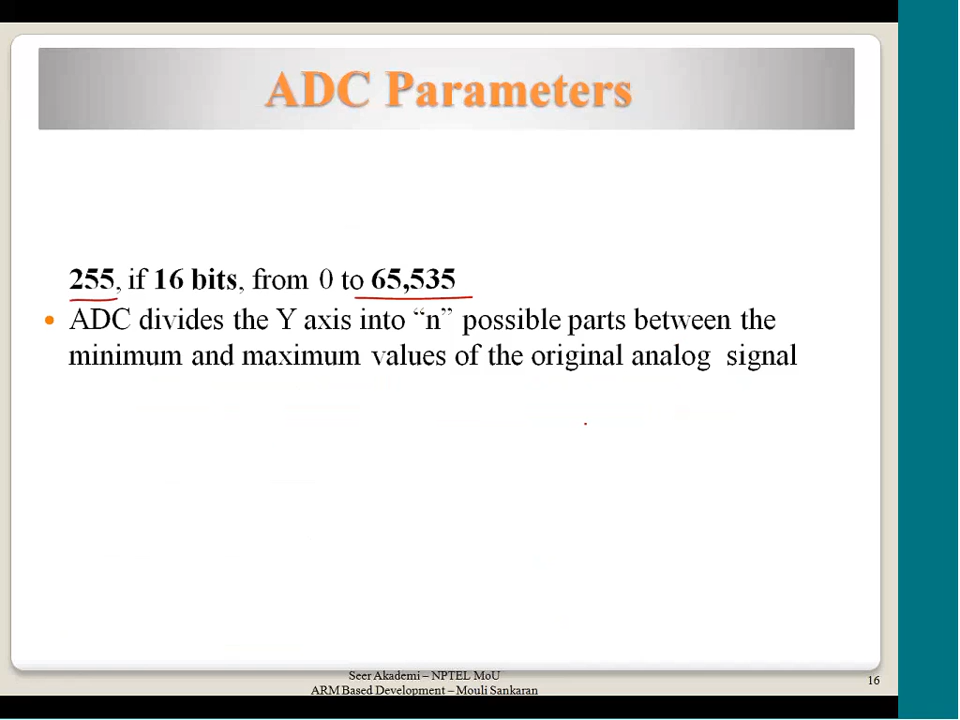 ADC Parameters
255, if 16 bits, from 0 to 65,535
• ADC divides the Y axis into “n” possible parts between the
minimum and maximum values of the original analog signal
Seer Akademi – NPTEL MoU
ARM Based Development – Mouli Sankaran
16